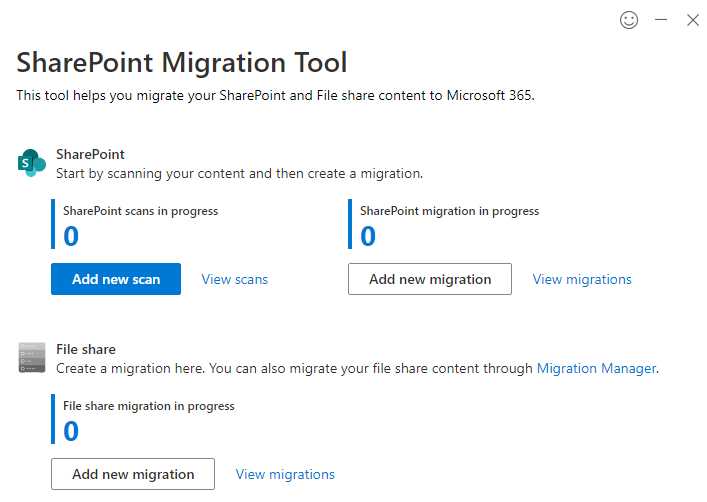 SharePoint Migration Tool
This tool helps you migrate your SharePoint and File share content to Microsoft 365.
S
SharePoint
Start by scanning your content and then create a migration.
SharePoint scans in progress
0
Add new scan
View scans
SharePoint migration in progress
0
Add new migration
View migrations
File share
Create a migration here. You can also migrate your file share content through Migration Manager.
File share migration in progress
0
Add new migration
View migrations